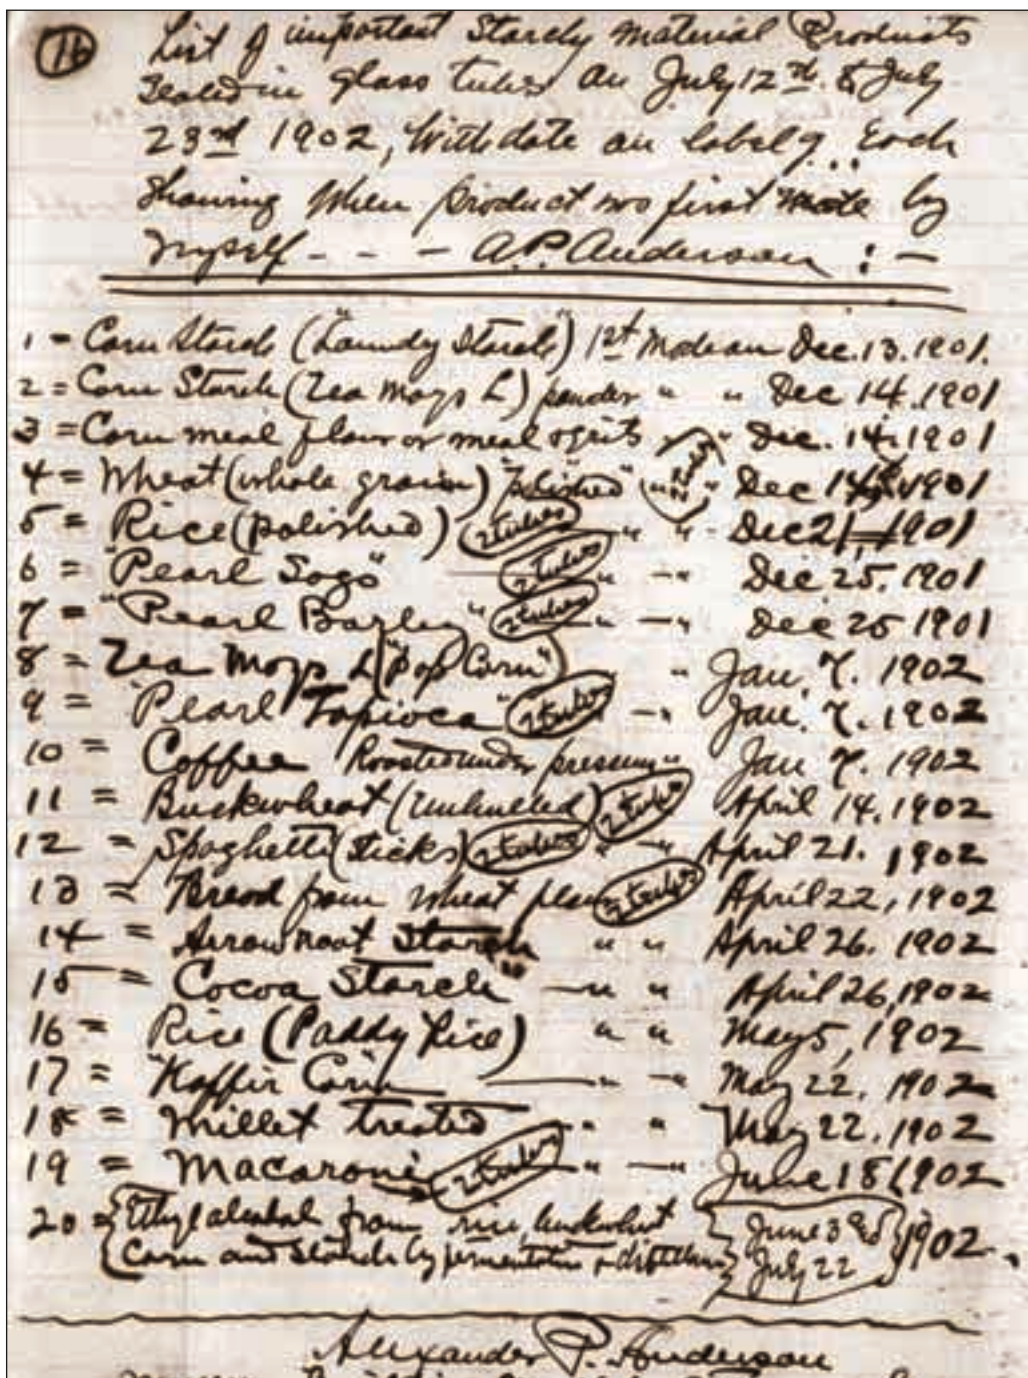 16
List of important Starchy Material Products
Sealed in glass tubes on July 12th & July
23rd 1902, With date on label of Each
showing when product was first made by
myself - - - A.P. Anderson : -
1 = Corn Starch ("Laundry Starch") 1st Made on Dec. 13. 1901.
2 = Corn Starch (Zea Mays L) powder " " Dec 14. 1901
3 = Corn meal flour or meal & grits " Dec. 14. 1901
4 = Wheat (whole grain) "polished" " Dec 1901
5 = Rice (polished) 2 tubes " " Dec 21, 1901
6 = "Pearl Sago" — 2 tubes " — " Dec 25. 1901
7 = "Pearl Barley" 2 tubes " — " Dec 25 1901
8 = Zea Mays L ("Pop Corn") " " Jan. 7. 1902
9 = "Pearl Tapioca" 2 tubes — " Jan. 7. 1902
10 = Coffee Roasted under pressure " Jan 7. 1902
11 = Buckwheat (unhulled) 2 tubes April 14. 1902
12 = Spaghetti (sticks) 2 tubes " — " April 21. 1902
13 = Bread from wheat flour 2 tubes April 22, 1902
14 = Arrowroot Starch " " April 26. 1902
15 = Cocoa Starch" — " " April 26, 1902
16 = Rice (Paddy Rice) " " May 5, 1902
17 = "Kaffir Corn" — " — " May 22. 1902
18 = Millet treated " " May 22. 1902
19 = Macaroni 2 tubes " — " June 18 1902
20 = {Ethyl alcohol from rice, buckwheat } June 3rd } 1902.
{Corn and starch by fermentation & distillation } July 22
Alexander P. Anderson